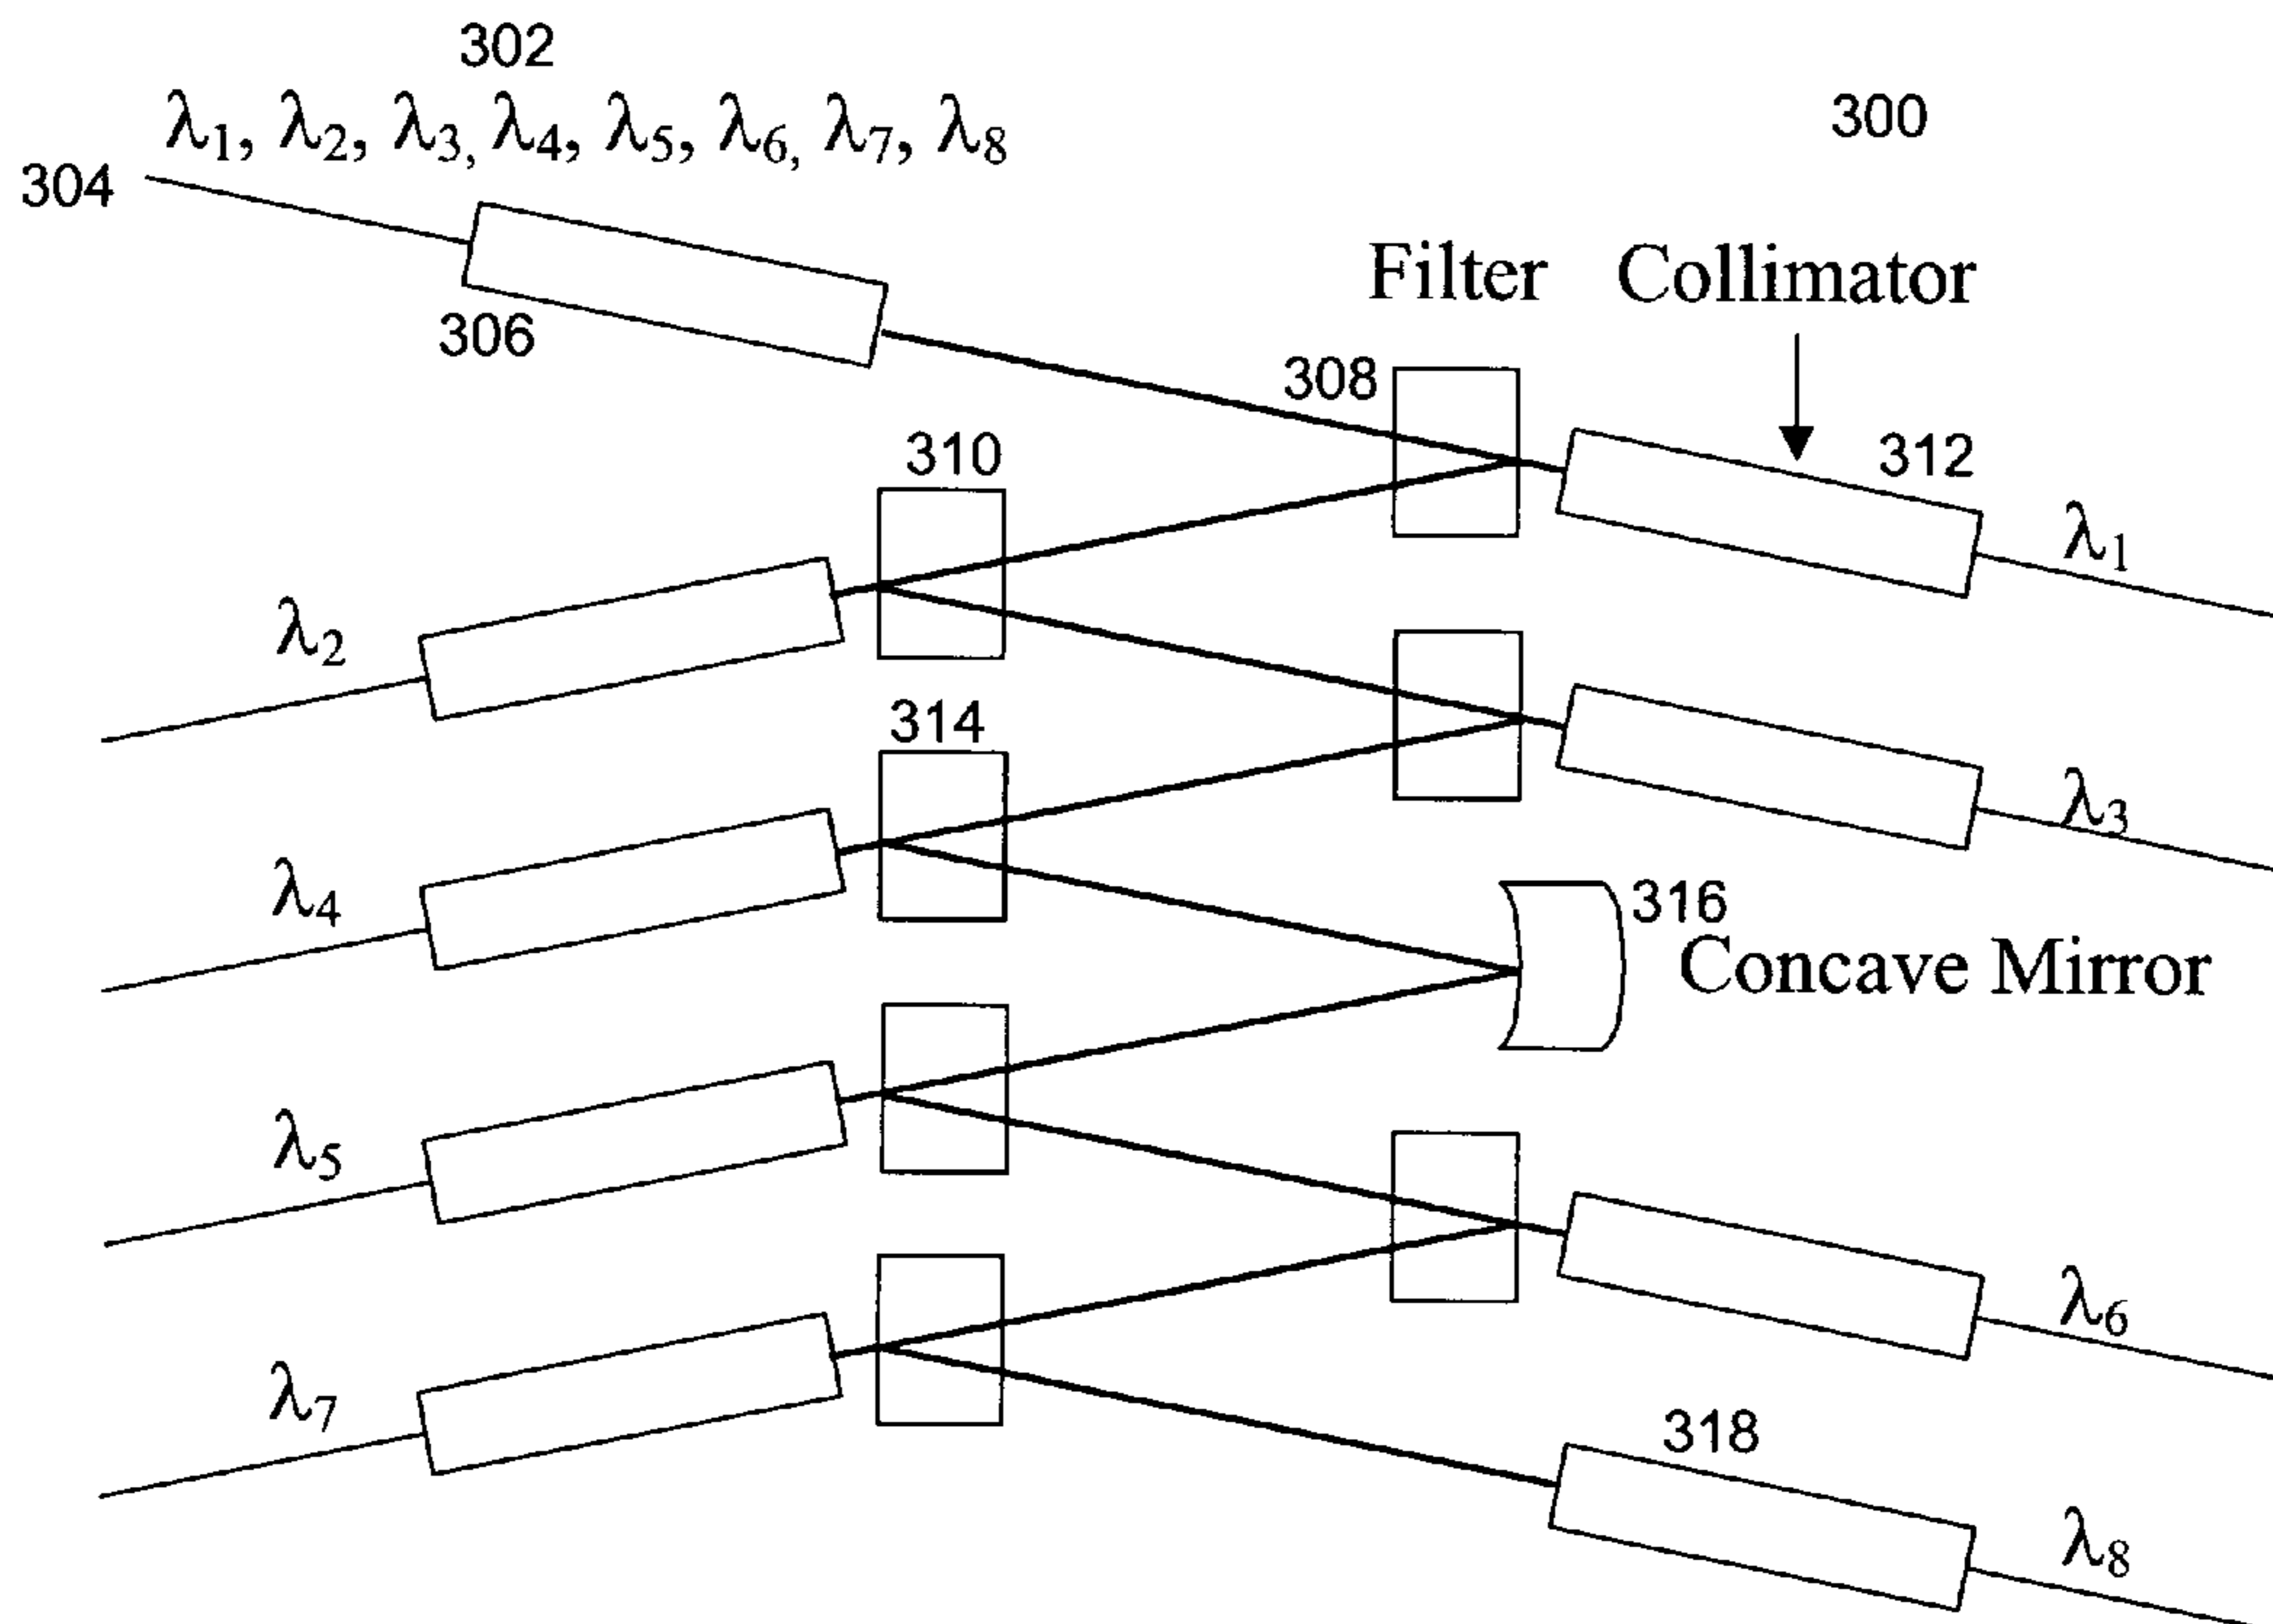 302
λ1, λ2, λ3, λ4, λ5, λ6, λ7, λ8
300
304
Filter Collimator
306
308
310
312
λ1
λ2
314
λ3
λ4
316
Concave Mirror
λ5
λ6
λ7
318
λ8